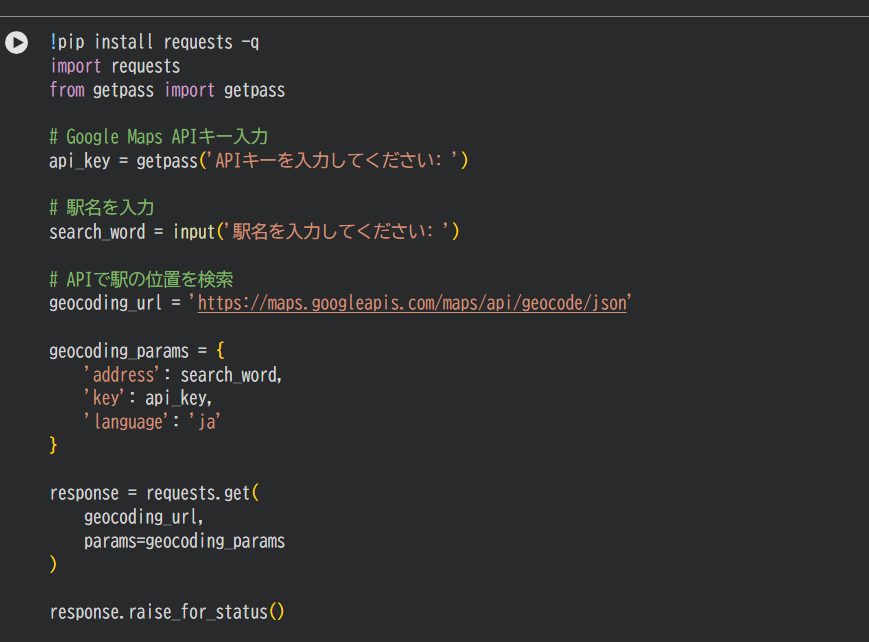 !pip install requests -q
import requests
from getpass import getpass
# Google Maps APIキー入力
api_key = getpass('APIキーを入力してください: ')
# 駅名を入力
search_word = input('駅名を入力してください: ')
# APIで駅の位置を検索
geocoding_url = 'https://maps.googleapis.com/maps/api/geocode/json'
geocoding_params = {
    'address': search_word,
    'key': api_key,
    'language': 'ja'
}
response = requests.get(
    geocoding_url,
    params=geocoding_params
)
response.raise_for_status()